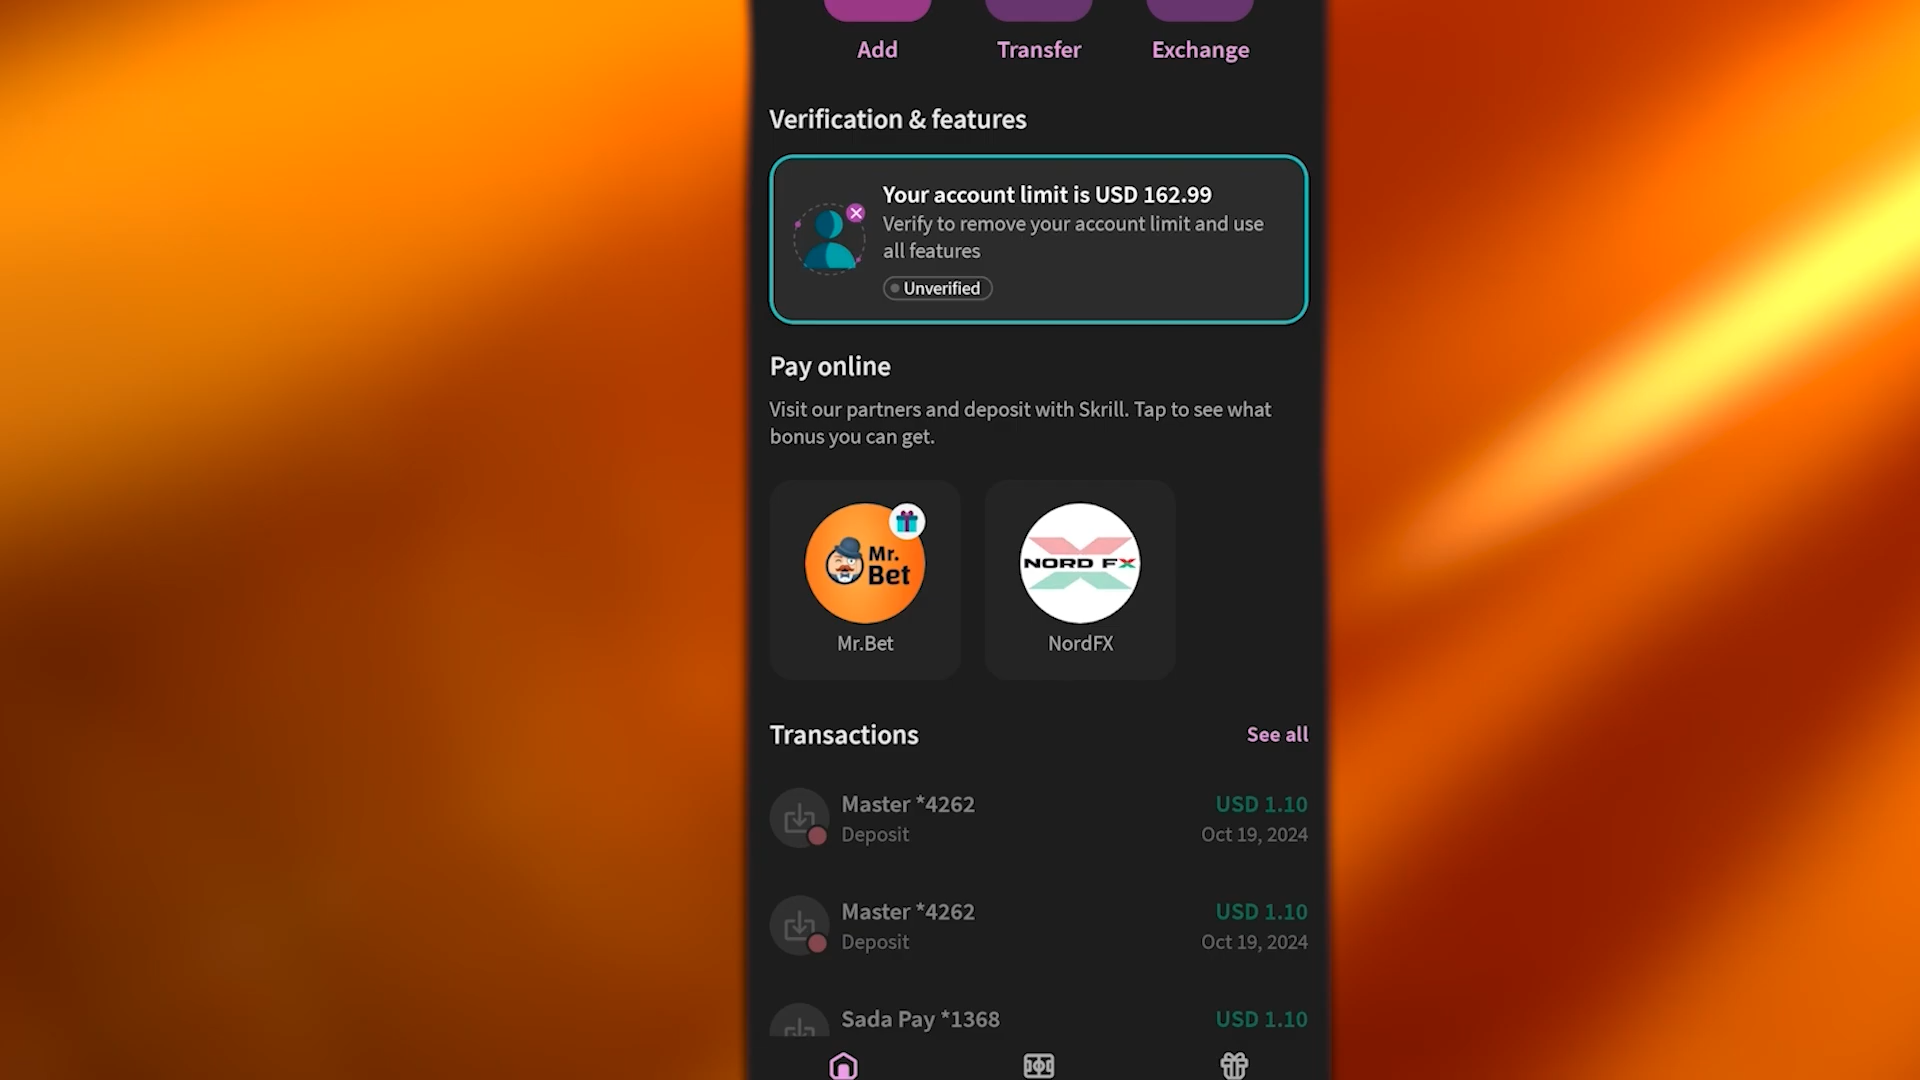 Add
Transfer
Exchange
Verification & features
Your account limit is USD 162.99
Verify to remove your account limit and use
all features
Unverified
Pay online
Visit our partners and deposit with Skrill. Tap to see what
bonus you can get.
Mr.
Bet
NORD FX
Mr.Bet
NordFX
Transactions
See all
Master *4262
USD 1.10
Deposit
Oct 19, 2024
Master *4262
USD 1.10
Deposit
Oct 19, 2024
Sada Pay *1368
USD 1.10